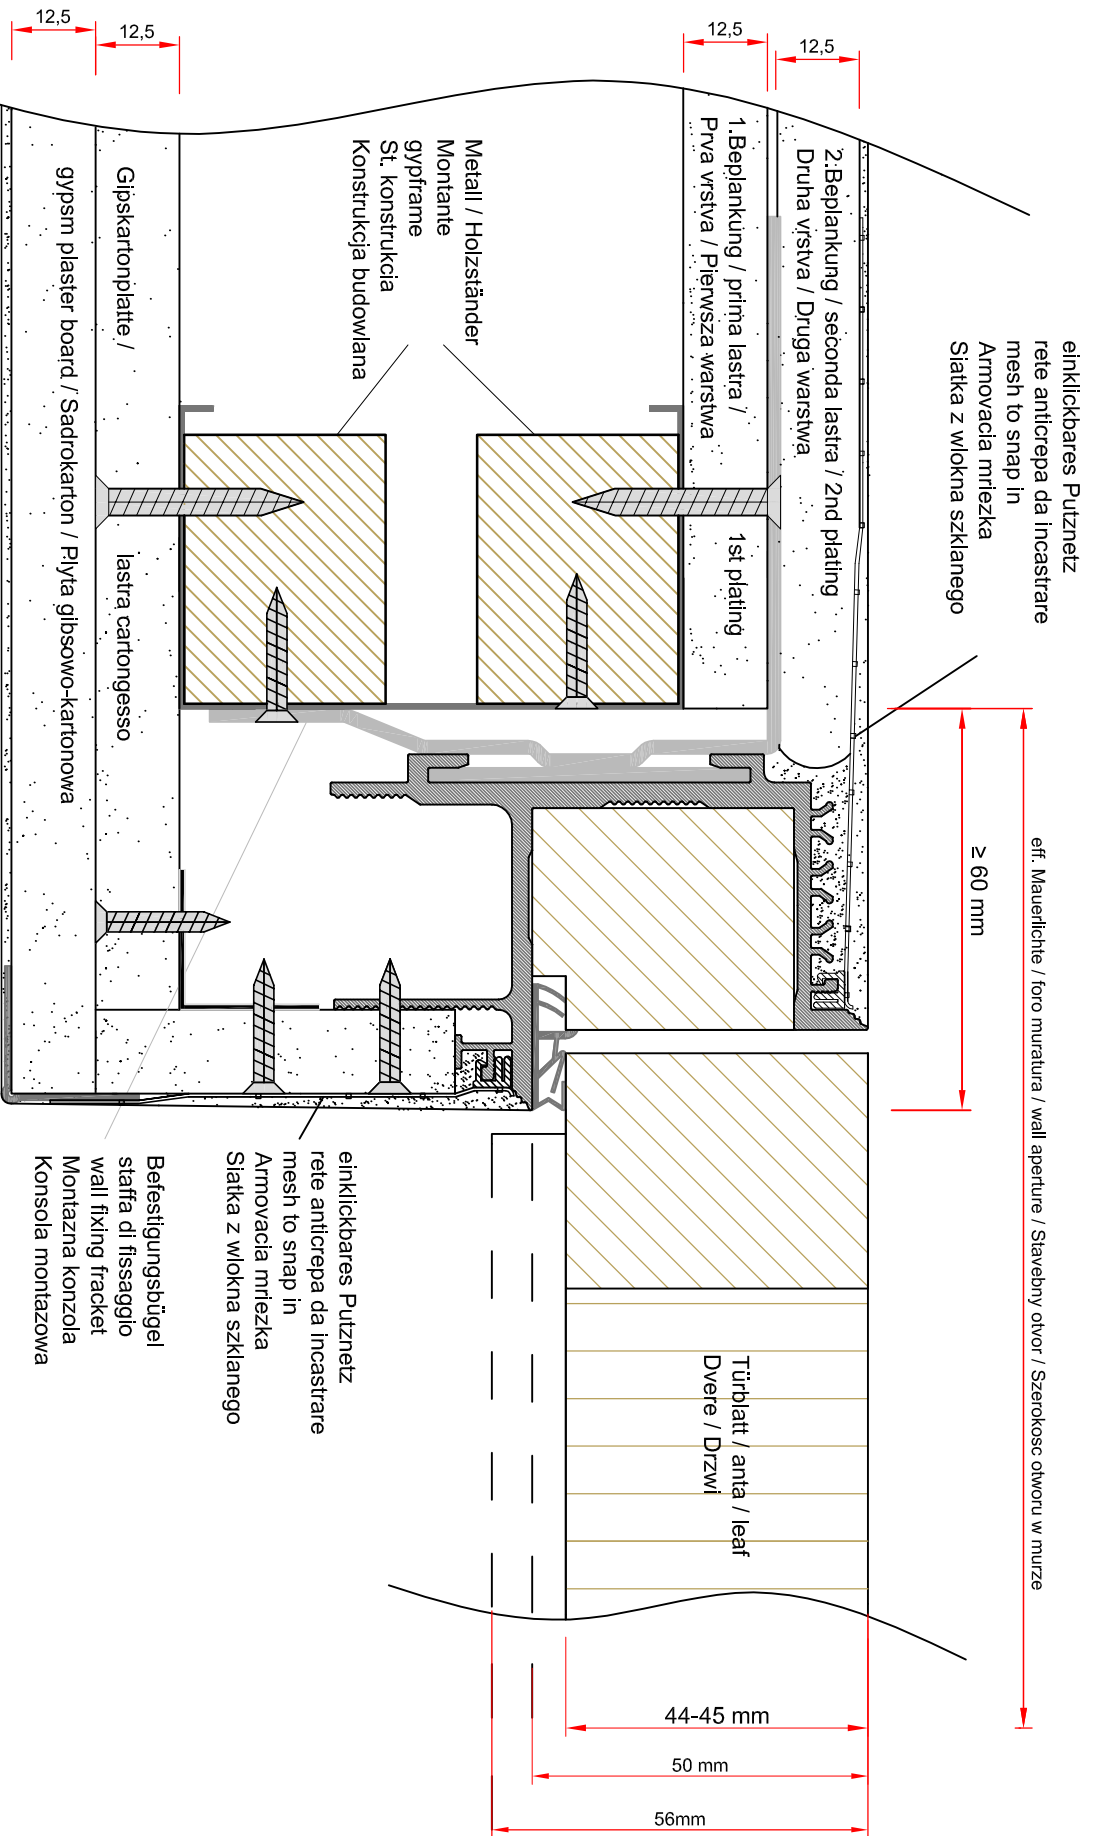 12,5
12,5
12,5
12,5
einklickbares Putznetz
rete anticrepa da incastrare
mesh to snap in
Armovacia mriezka
Siatka z wlokna szklanego
2.Beplankung / seconda lastra / 2nd plating
Druha vrstva / Druga warstwa
1.Beplankung / prima lastra /
Prva vrstva / Pierwsza warstwa
1st plating
Metall / Holzständer
Montante
gypframe
St. konstrukcia
Konstrukcja budowlana
Gipskartonplatte /
lastra cartongesso
gypsm plaster board / Sadrokarton / Plyta gibsowo-kartonowa
≥ 60 mm
eff. Mauerlichte / foro muratura / wall aperture / Stavebny otvor / Szerokosc otworu w murze
einklickbares Putznetz
rete anticrepa da incastrare
mesh to snap in
Armovacia mriezka
Siatka z wlokna szklanego
Befestigungsbügel
staffa di fissaggio
wall fixing fracket
Montazna konzola
Konsola montazowa
Türblatt / anta / leaf
Dvere / Drzwi
44-45 mm
50 mm
56mm